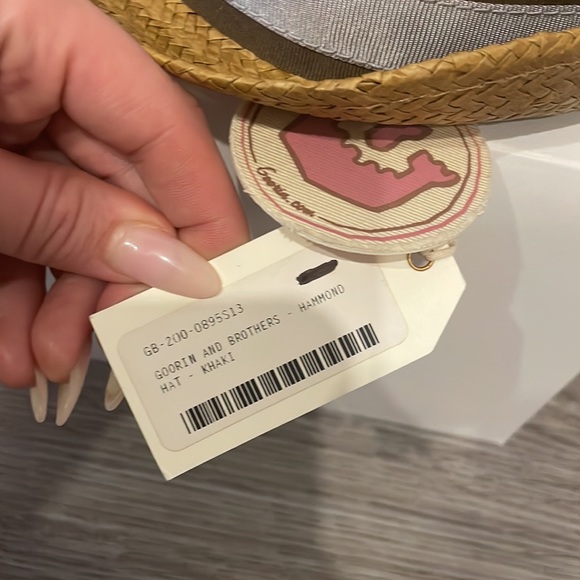 Goorin.com
GB-200-0895S13
GOORIN AND BROTHERS - HAMMOND
HAT - KHAKI